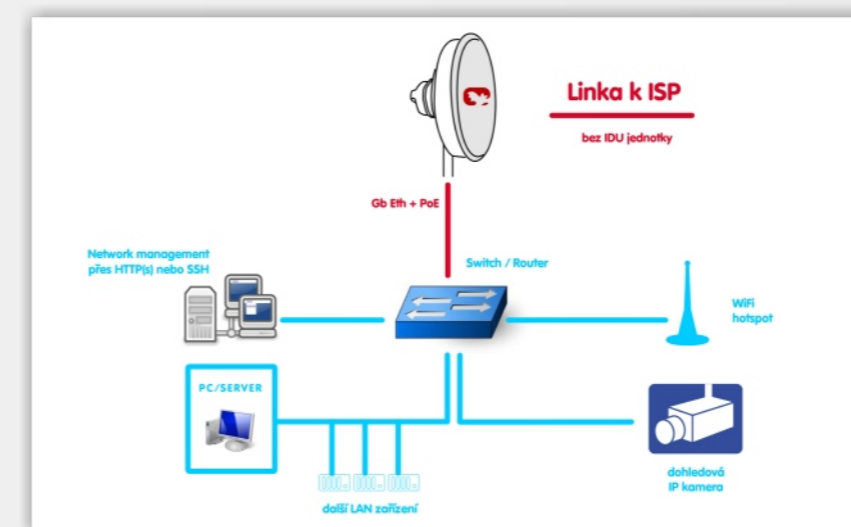 Linka k ISP
bez IDU jednotky
Gb Eth + PoE
Network management
přes HTTP(s) nebo SSH
Switch / Router
WiFi
hotspot
PC/SERVER
dohledová
IP kamera
další LAN zařízení